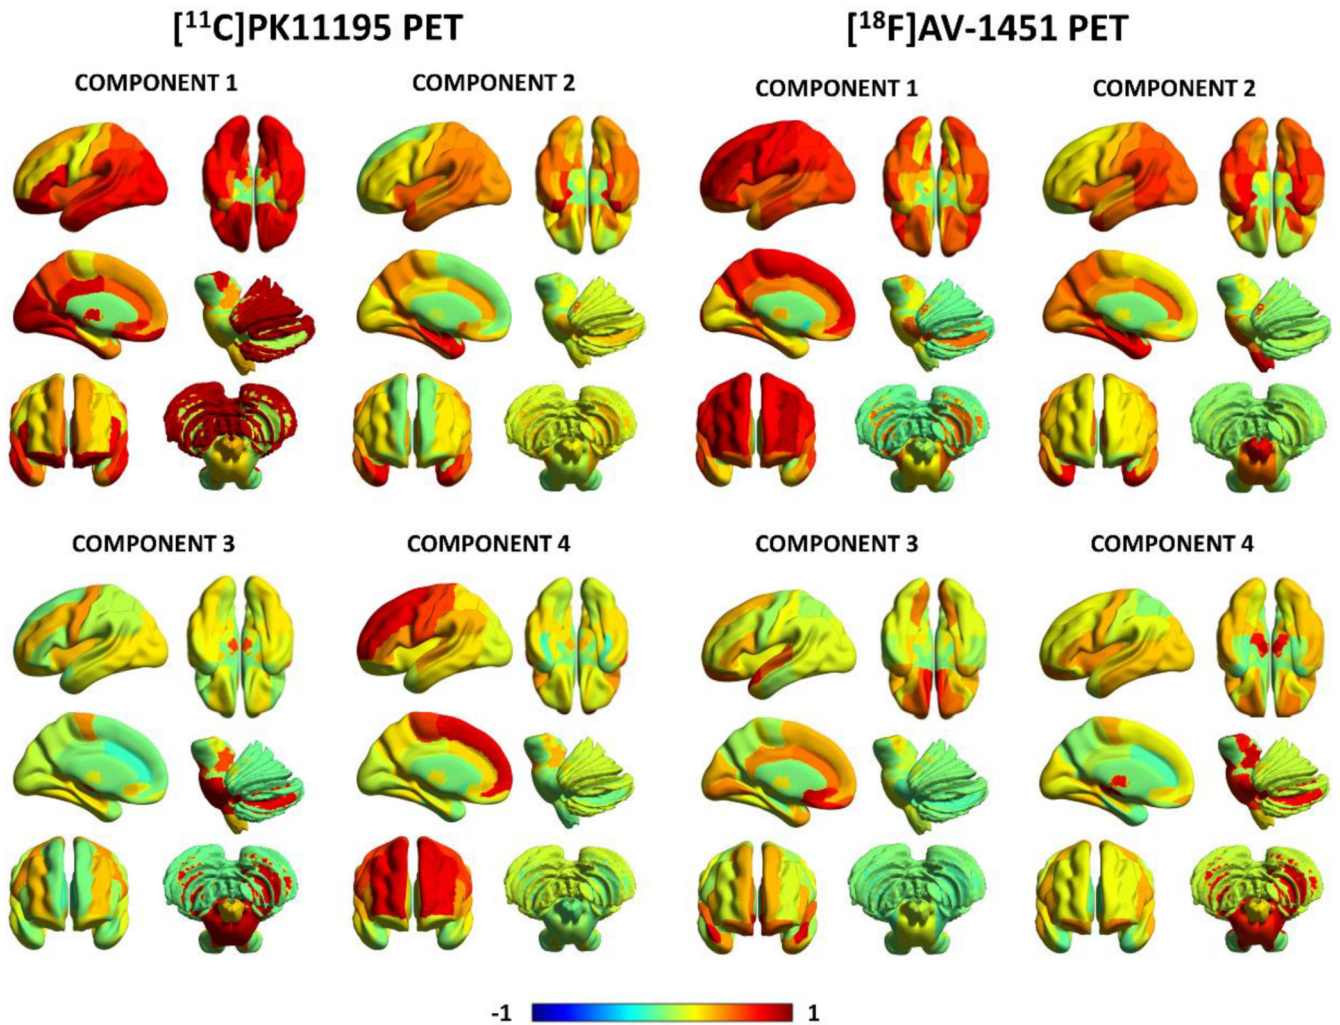 [¹¹C]PK11195 PET
[¹⁸F]AV-1451 PET
COMPONENT 1
COMPONENT 2
COMPONENT 1
COMPONENT 2
COMPONENT 3
COMPONENT 4
COMPONENT 3
COMPONENT 4
-1
1